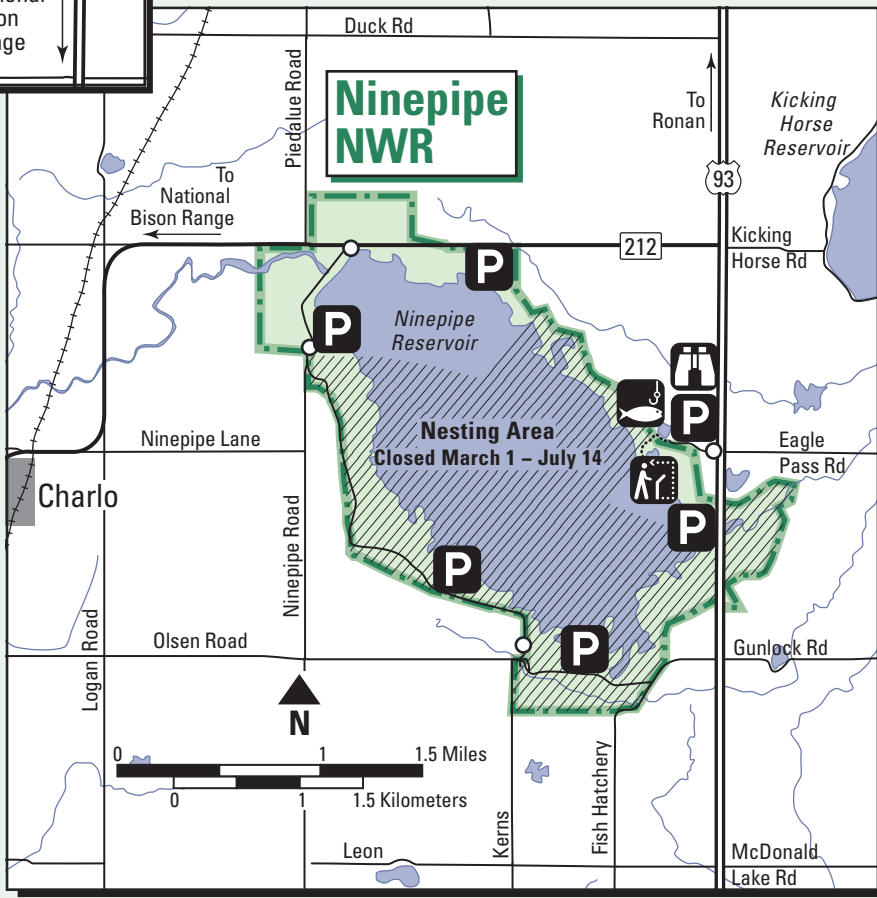 on
Duck Rd
Piedalue Road
Ninepipe
NWR
To
Ronan
Kicking
Horse
Reservoir
93
To
National
Bison Range
212
Kicking
Horse Rd
P
P
Ninepipe
Reservoir
P
Nesting Area
Closed March 1 – July 14
Ninepipe Lane
Eagle
Pass Rd
Charlo
P
Ninepipe Road
P
Logan Road
Olsen Road
P
Gunlock Rd
N
0 1 1.5 Miles
0 1 1.5 Kilometers
Kerns
Fish Hatchery
Leon
McDonald
Lake Rd